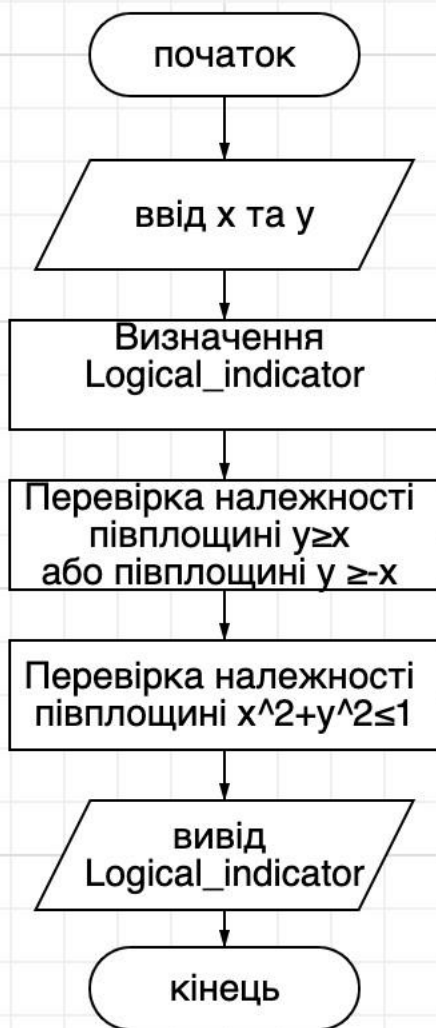 початок
ввід x та y
Визначення
Logical_indicator
Перевірка належності
півплощині y≥x
або півплощині y ≥-x
Перевірка належності
півплощині x^2+y^2≤1
вивід
Logical_indicator
кінець